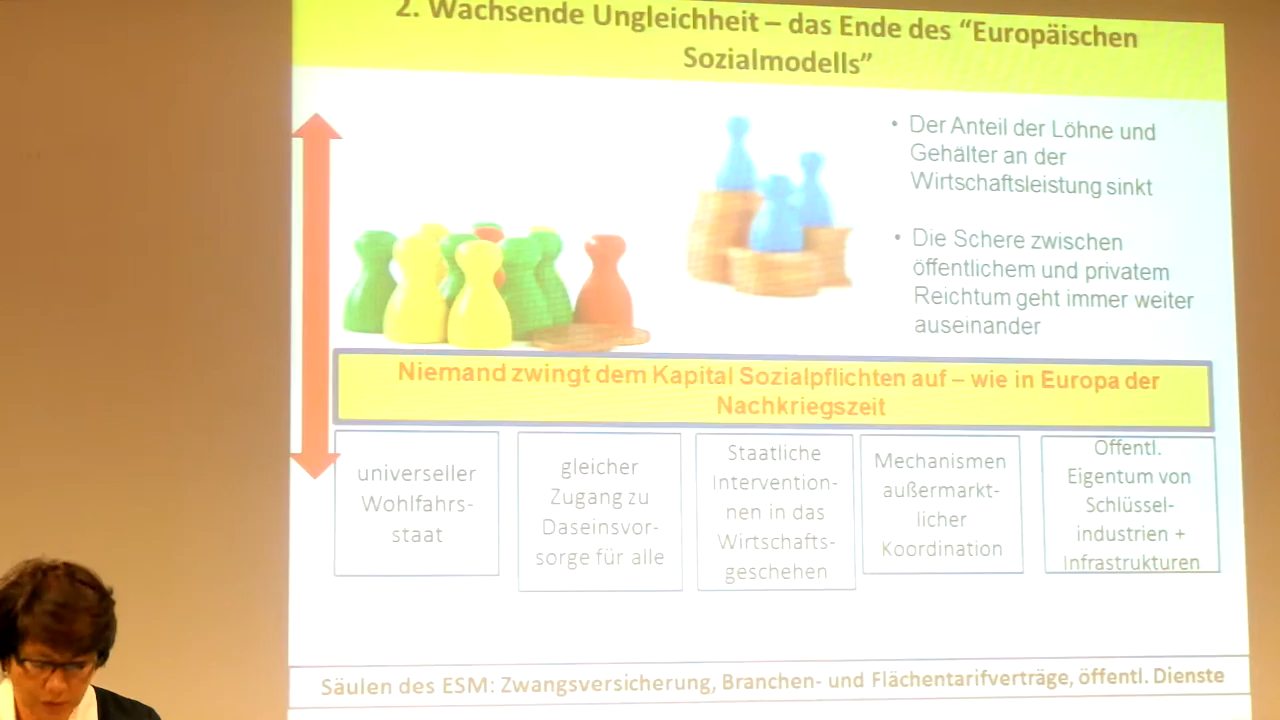 2. Wachsende Ungleichheit – das Ende des “Europäischen
Sozialmodells”
• Der Anteil der Löhne und
Gehälter an der
Wirtschaftsleistung sinkt
• Die Schere zwischen
öffentlichem und privatem
Reichtum geht immer weiter
auseinander
Niemand zwingt dem Kapital Sozialpflichten auf – wie in Europa der
Nachkriegszeit
universeller
Wohlfahrs-
staat
gleicher
Zugang zu
Daseinsvor-
sorge für alle
Staatliche
Intervention-
nen in das
Wirtschafts-
geschehen
Mechanismen
außermarkt-
licher
Koordination
Öffentl.
Eigentum von
Schlüssel-
industrien +
Infrastrukturen
Säulen des ESM: Zwangsversicherung, Branchen- und Flächentarifverträge, öffentl. Dienste